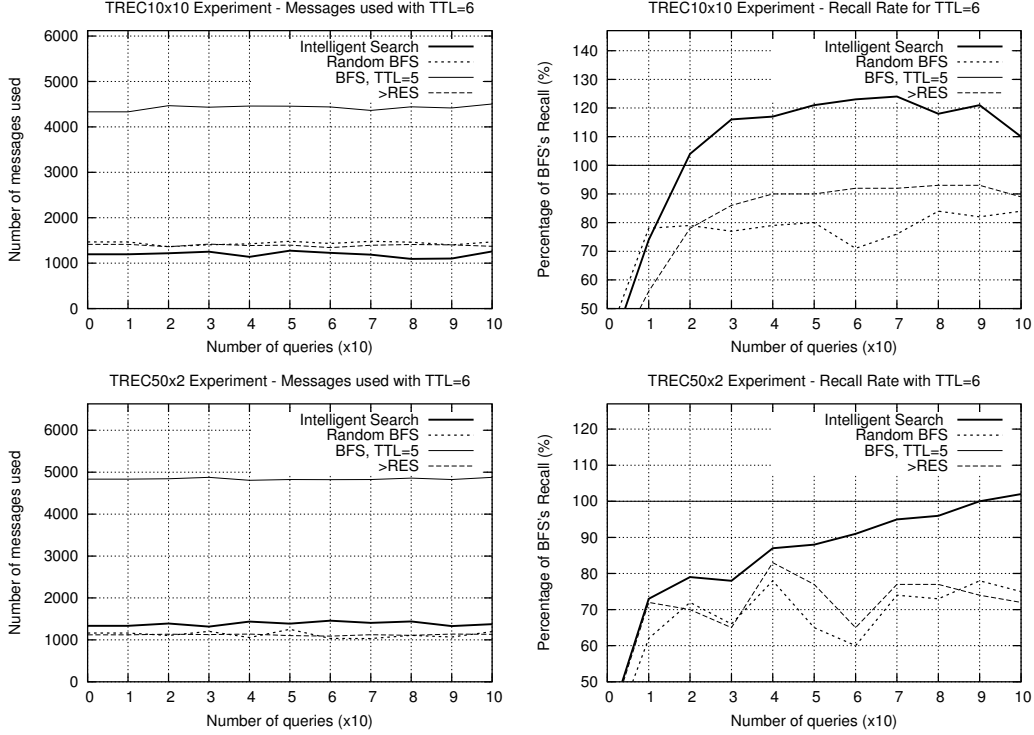 TREC10x10 Experiment - Messages used with TTL=6
Number of messages used
6000
5000
4000
3000
2000
1000
0
Intelligent Search
Random BFS
BFS, TTL=5
>RES
0 1 2 3 4 5 6 7 8 9 10
Number of queries (x10)
TREC10x10 Experiment - Recall Rate for TTL=6
Percentage of BFS's Recall (%)
140
130
120
110
100
90
80
70
60
50
Intelligent Search
Random BFS
BFS, TTL=5
>RES
0 1 2 3 4 5 6 7 8 9 10
Number of queries (x10)
TREC50x2 Experiment - Messages used with TTL=6
Number of messages used
6000
5000
4000
3000
2000
1000
0
Intelligent Search
Random BFS
BFS, TTL=5
>RES
0 1 2 3 4 5 6 7 8 9 10
Number of queries (x10)
TREC50x2 Experiment - Recall Rate with TTL=6
Percentage of BFS's Recall (%)
120
110
100
90
80
70
60
50
Intelligent Search
Random BFS
BFS, TTL=5
>RES
0 1 2 3 4 5 6 7 8 9 10
Number of queries (x10)